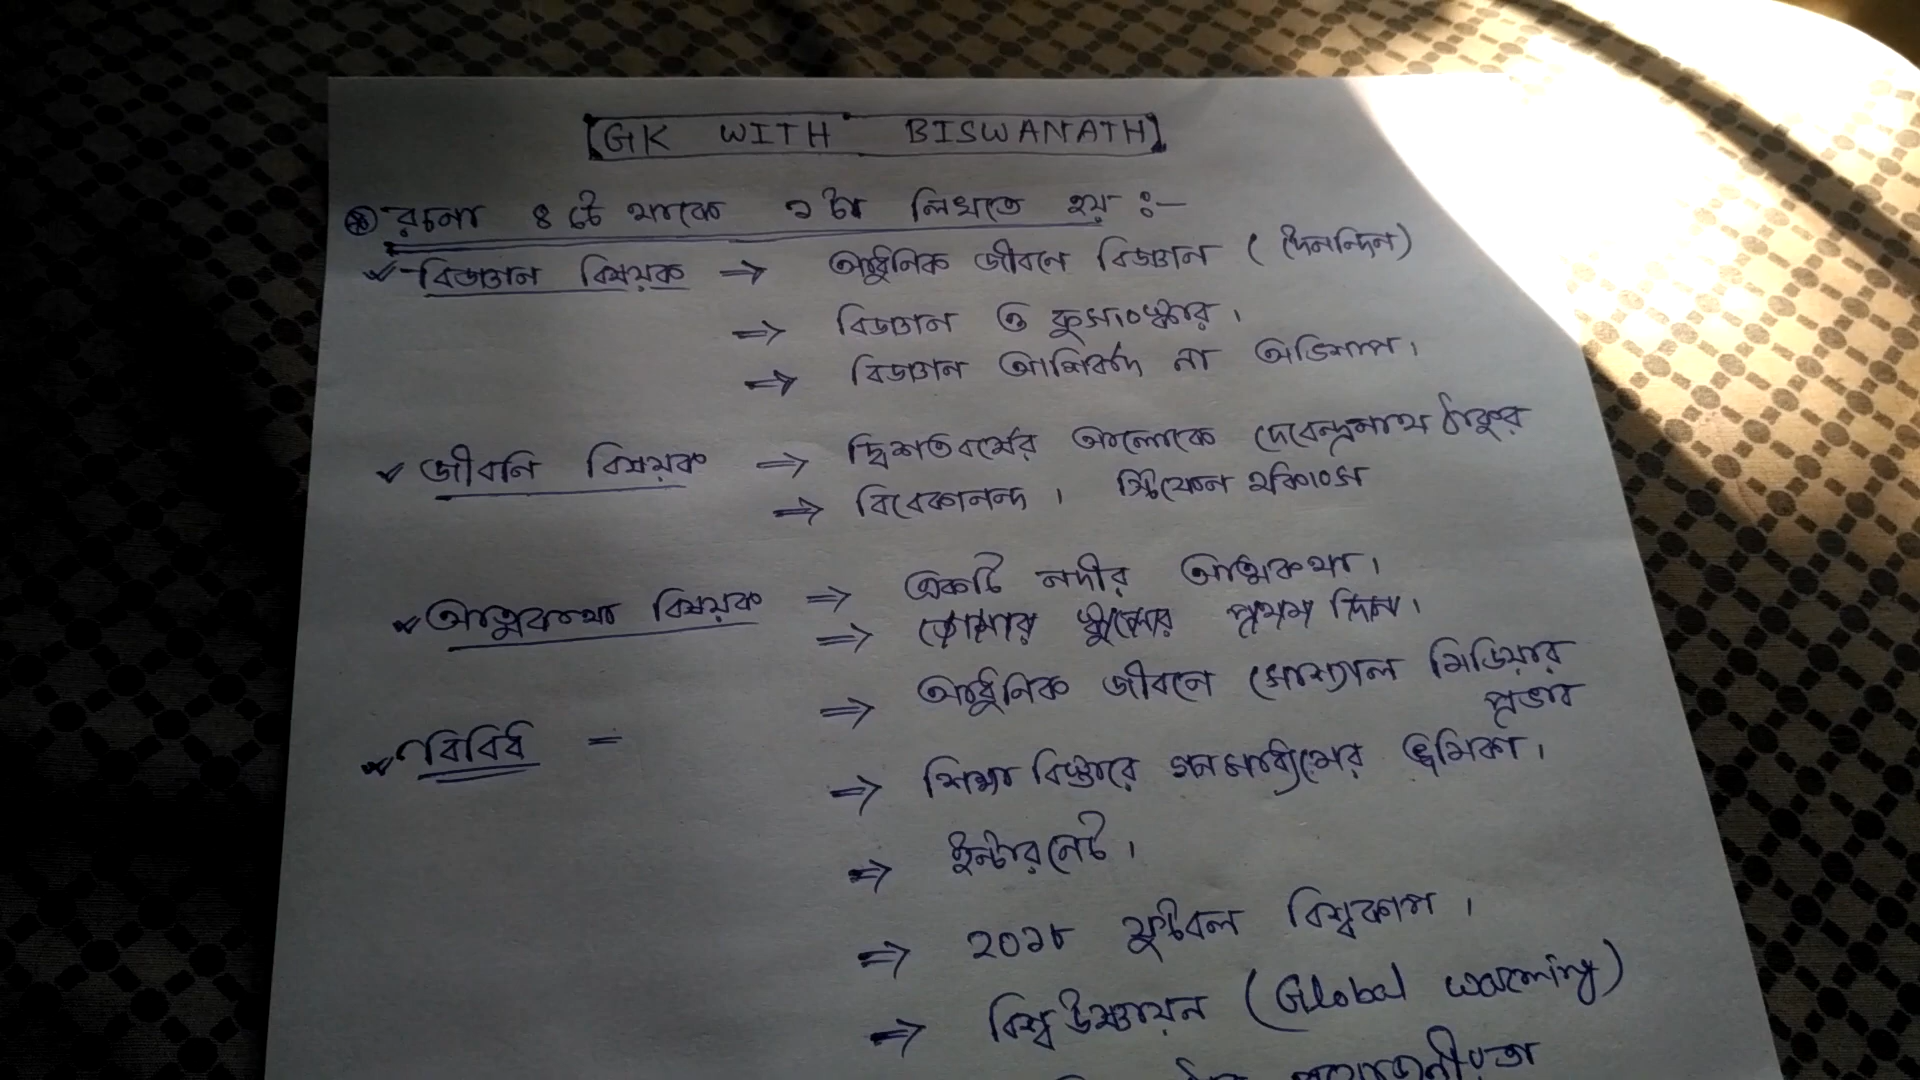 GK WITH BISWANATH
রচনা ৪টে থাকে ১টা লিখতে হয় :-
বিজ্ঞান বিষয়ক ⇒ আধুনিক জীবনে বিজ্ঞান (দৈনন্দিন)
⇒ বিজ্ঞান ও কুসংস্কার।
⇒ বিজ্ঞান আশির্বাদ না অভিশাপ।
জীবনি বিষয়ক ⇒ দ্বিশতবর্ষের আলোকে দেবেন্দ্রনাথ ঠাকুর
⇒ বিবেকানন্দ। স্টিফেন হকিংস
আত্মকথা বিষয়ক ⇒ একটি নদীর আত্মকথা।
⇒ তোমার স্কুলের প্রথম দিন।
⇒ আধুনিক জীবনে সোশ্যাল মিডিয়ার
প্রভাব
বিবিধ =
⇒ শিক্ষা বিস্তারে গনমাধ্যিমের ভূমিকা।
⇒ ইন্টারনেট।
⇒ ২০১৮ ফুটবল বিশ্বকাপ।
⇒ বিশ্ব উষ্ণায়ন (Global warming)